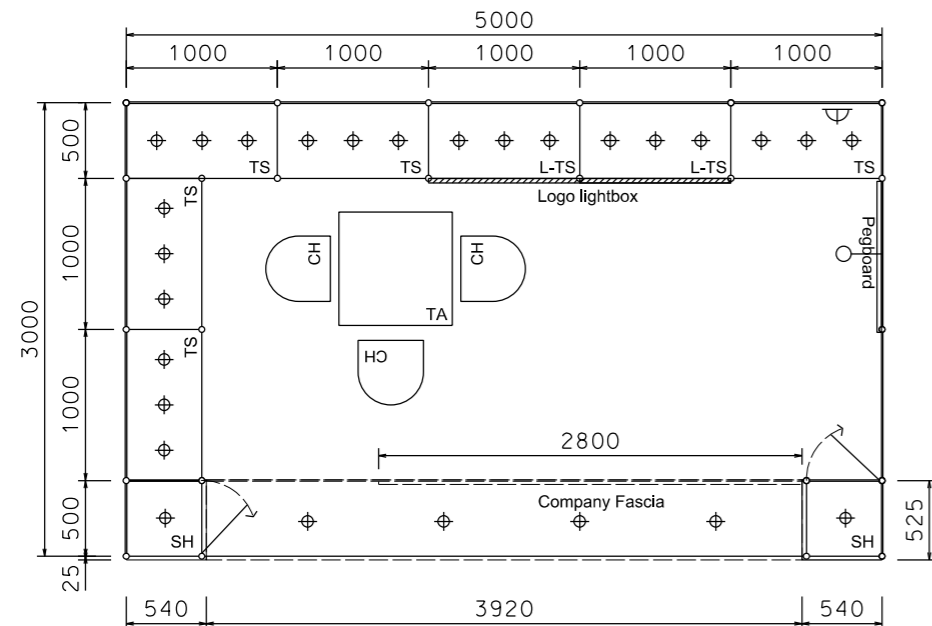 5000
1000 1000 1000 1000 1000
500
TS TS L-TS L-TS TS
Logo lightbox
TS
1000
CH CH
Pegboard
TA
3000
TS
CH
1000
2800
Company Fascia
500
SH SH
525
25
540 3920 540